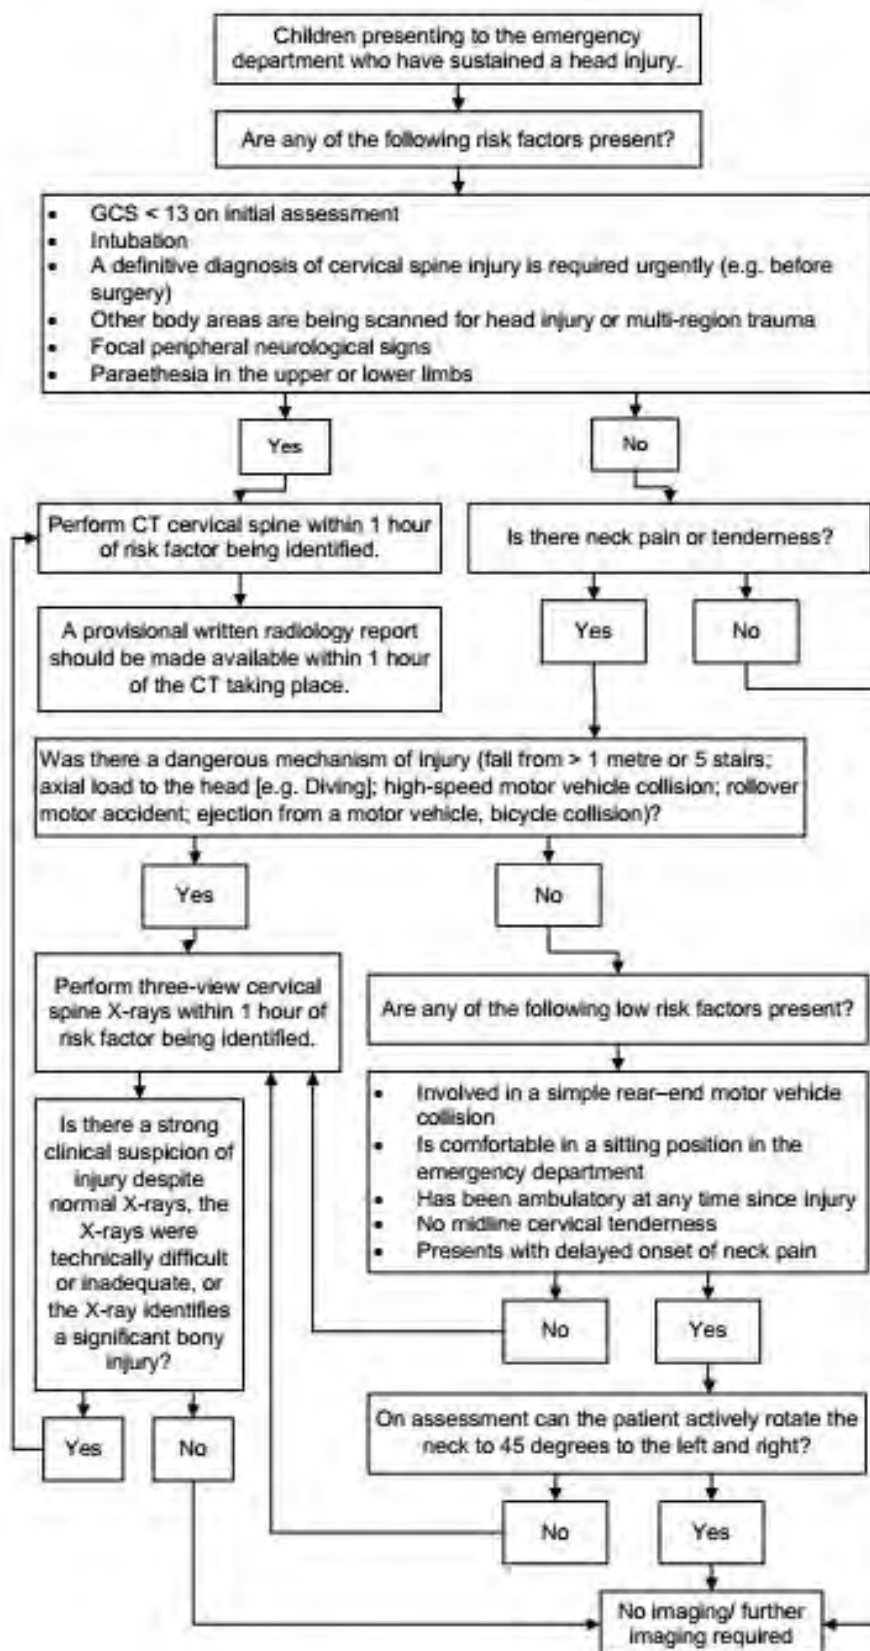 Children presenting to the emergency
department who have sustained a head injury.
Are any of the following risk factors present?
• GCS < 13 on initial assessment
• Intubation
• A definitive diagnosis of cervical spine injury is required urgently (e.g. before
surgery)
• Other body areas are being scanned for head injury or multi-region trauma
• Focal peripheral neurological signs
• Paraethesia in the upper or lower limbs
Yes
No
Perform CT cervical spine within 1 hour
of risk factor being identified.
Is there neck pain or tenderness?
A provisional written radiology report
should be made available within 1 hour
of the CT taking place.
Yes
No
Was there a dangerous mechanism of injury (fall from > 1 metre or 5 stairs;
axial load to the head [e.g. Diving]; high-speed motor vehicle collision; rollover
motor accident; ejection from a motor vehicle, bicycle collision)?
Yes
No
Perform three-view cervical
spine X-rays within 1 hour of
risk factor being identified.
Are any of the following low risk factors present?
• Involved in a simple rear–end motor vehicle
collision
• Is comfortable in a sitting position in the
emergency department
• Has been ambulatory at any time since injury
• No midline cervical tenderness
• Presents with delayed onset of neck pain
Is there a strong
clinical suspicion of
injury despite
normal X-rays, the
X-rays were
technically difficult
or inadequate, or
the X-ray identifies
a significant bony
injury?
No
Yes
On assessment can the patient actively rotate the
neck to 45 degrees to the left and right?
Yes
No
No
Yes
No imaging/ further
imaging required